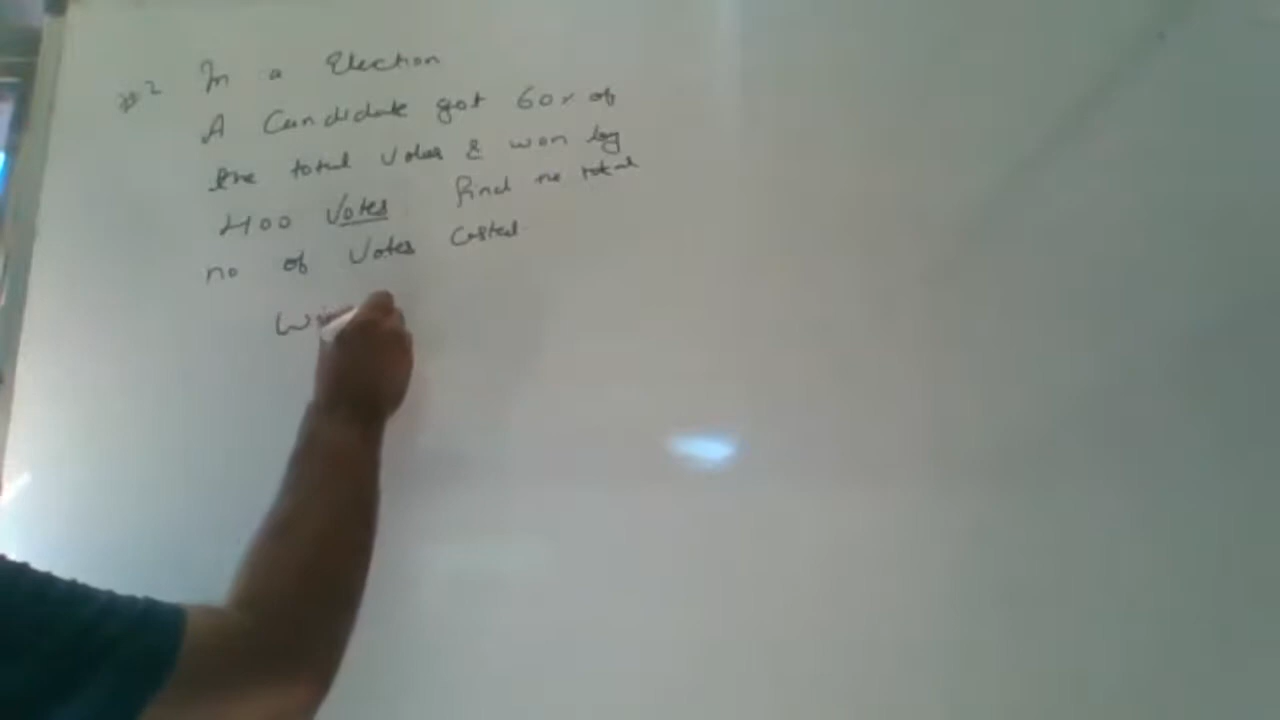 #2 In a Election
A Candidate got 60% of
the total Votes & won by
400 Votes find the total
no of Votes Casted.
W